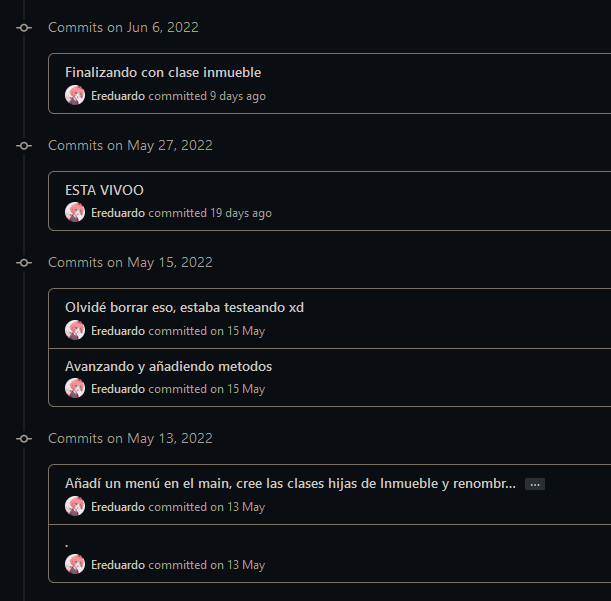 Commits on Jun 6, 2022
Finalizando con clase inmueble
Ereduardo committed 9 days ago
Commits on May 27, 2022
ESTA VIVOO
Ereduardo committed 19 days ago
Commits on May 15, 2022
Olvidé borrar eso, estaba testeando xd
Ereduardo committed on 15 May
Avanzando y añadiendo metodos
Ereduardo committed on 15 May
Commits on May 13, 2022
Añadí un menú en el main, cree las clases hijas de Inmueble y renombr... ...
Ereduardo committed on 13 May
.
Ereduardo committed on 13 May